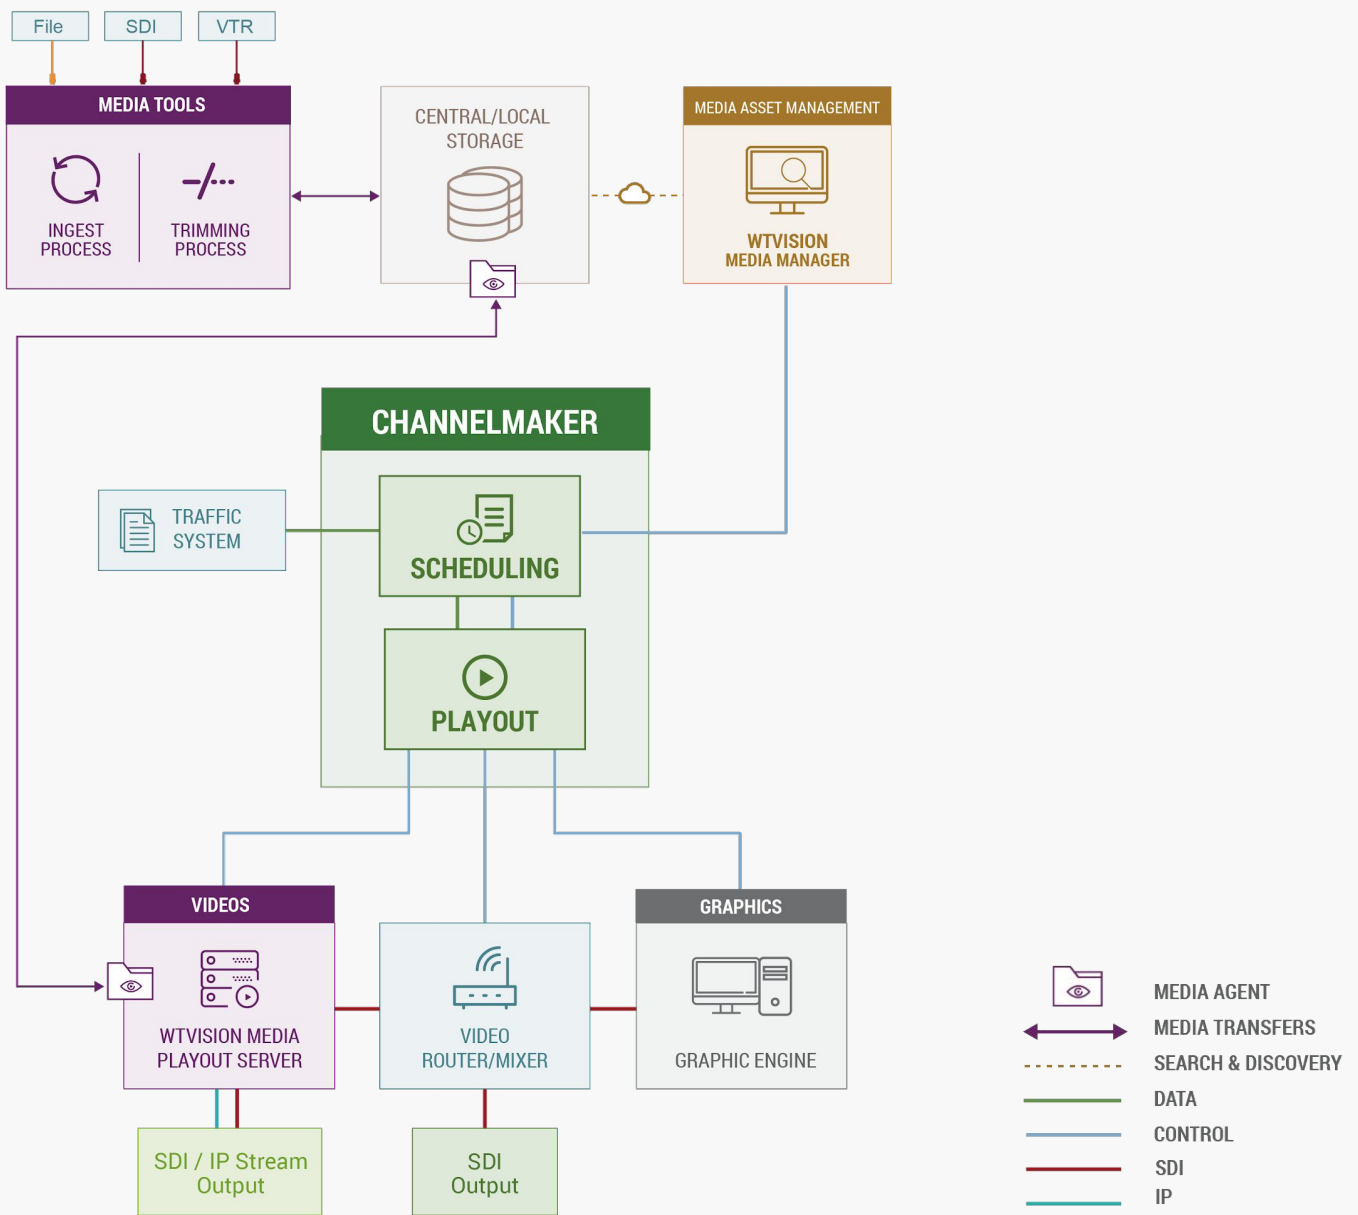 File
SDI
VTR
MEDIA TOOLS
INGEST
PROCESS
TRIMMING
PROCESS
CENTRAL/LOCAL
STORAGE
MEDIA ASSET MANAGEMENT
WTVISION
MEDIA MANAGER
CHANNELMAKER
TRAFFIC
SYSTEM
SCHEDULING
PLAYOUT
VIDEOS
WTVISION MEDIA
PLAYOUT SERVER
VIDEO
ROUTER/MIXER
GRAPHICS
GRAPHIC ENGINE
SDI / IP Stream
Output
SDI
Output
MEDIA AGENT
MEDIA TRANSFERS
SEARCH & DISCOVERY
DATA
CONTROL
SDI
IP